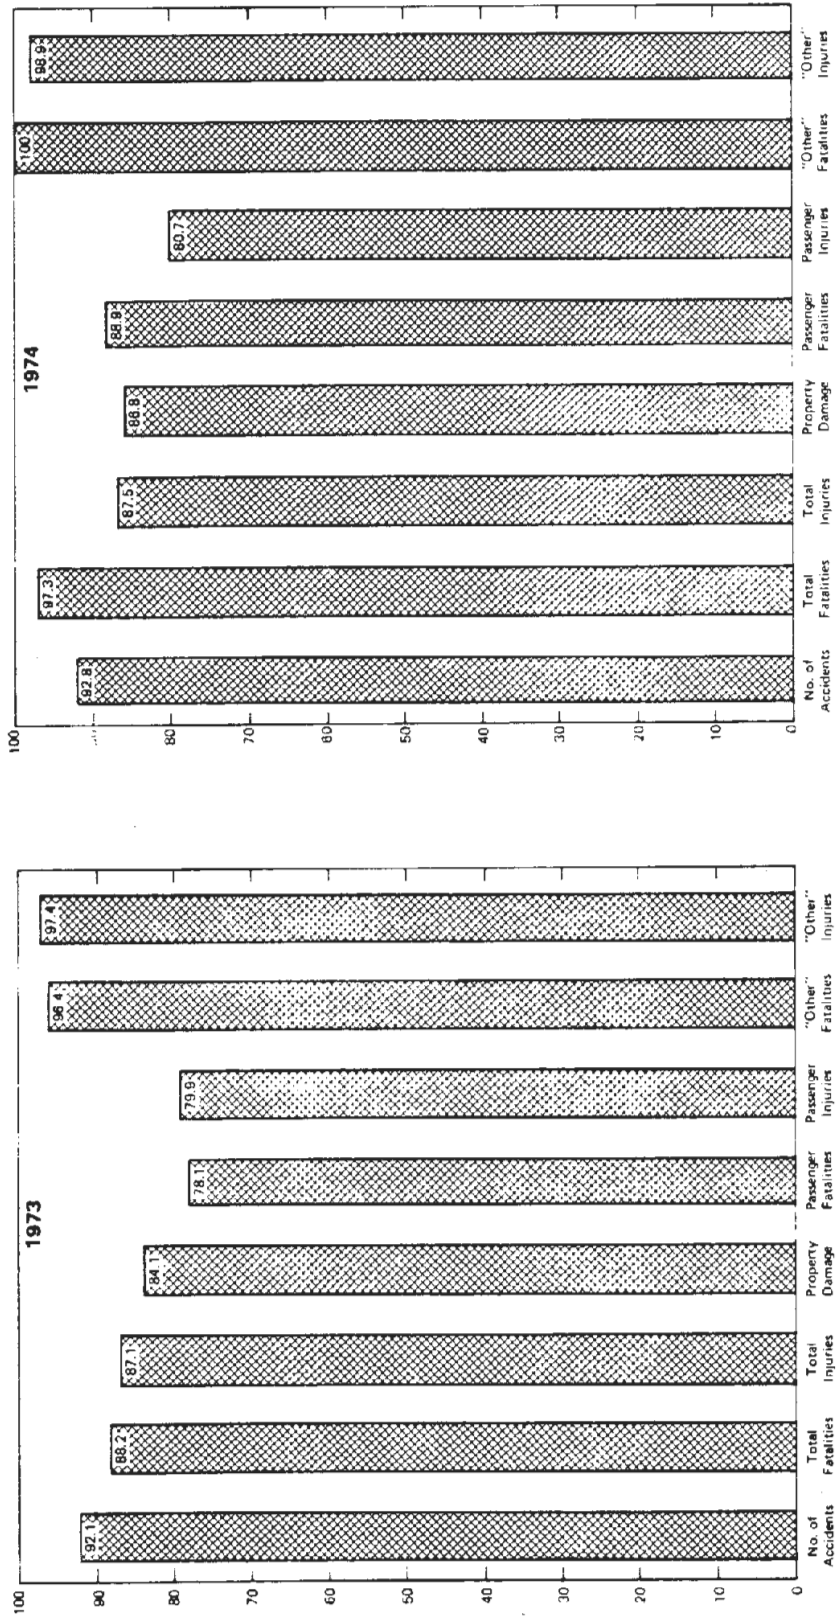 1973
100
90
80
70
60
50
40
30
20
10
0
92.1
88.2
87.1
84.1
78.1
79.9
96.4
97.4
No. of Accidents
Total Fatalities
Total Injuries
Property Damage
Passenger Fatalities
Passenger Injuries
"Other" Fatalities
"Other" Injuries
1974
100
80
70
60
50
40
30
20
10
0
92.8
97.3
87.5
86.8
88.9
80.7
100
98.9
No. of Accidents
Total Fatalities
Total Injuries
Property Damage
Passenger Fatalities
Passenger Injuries
"Other" Fatalities
"Other" Injuries